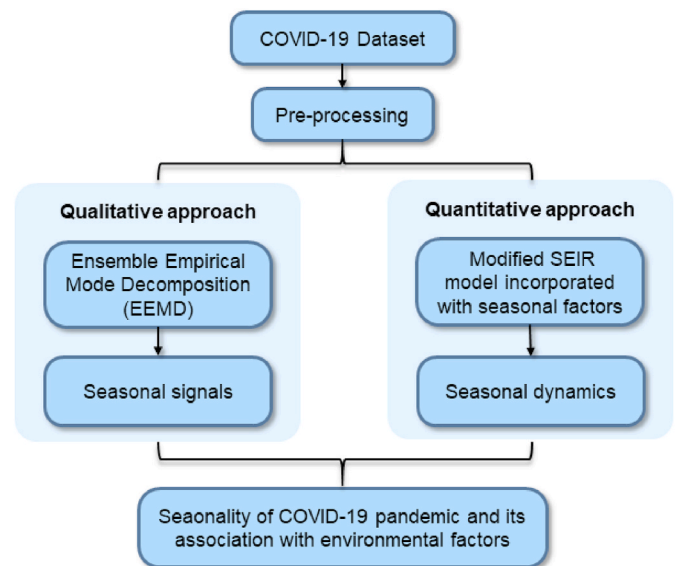 COVID-19 Dataset
Pre-processing
Qualitative approach
Ensemble Empirical
Mode Decomposition
(EEMD)
Seasonal signals
Quantitative approach
Modified SEIR
model incorporated
with seasonal factors
Seasonal dynamics
Seaonality of COVID-19 pandemic and its
association with environmental factors